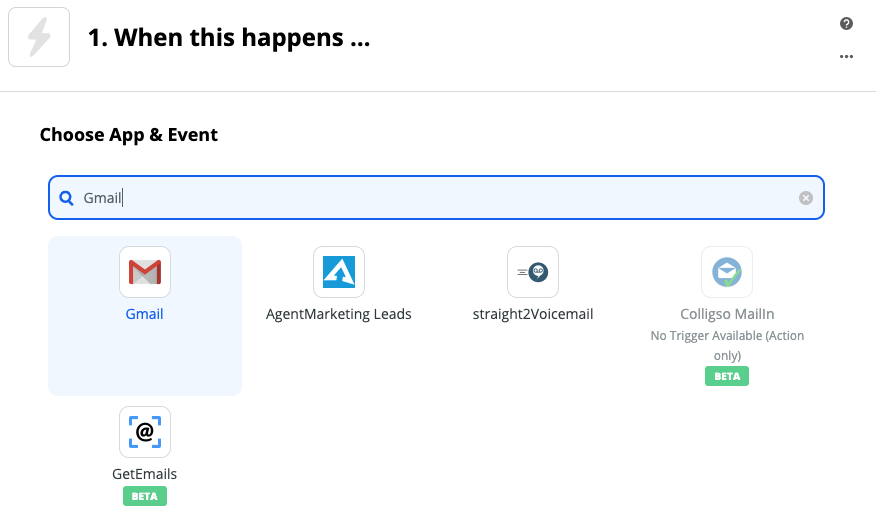 1. When this happens ...
Choose App & Event
Gmail
Gmail
AgentMarketing Leads
straight2Voicemail
Colligso MailIn
No Trigger Available (Action
only)
BETA
@
GetEmails
BETA